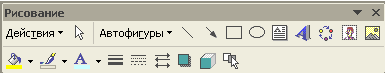 Рисование
Действия Автофигуры